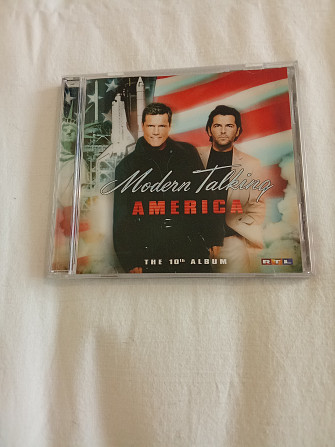 Modern Talking
AMERICA
THE 10th ALBUM
RTL